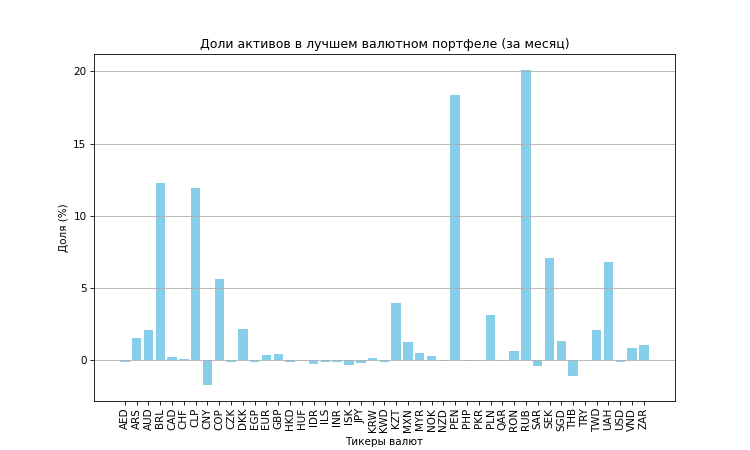 Доли активов в лучшем валютном портфеле (за месяц)
20
15
10
5
0
Доля (%)
AED ARS AUD BRL CAD CHF CLP CNY COP CZK DKK EGP EUR GBP HKD HUF IDR ILS INR ISK JPY KRW KWD KZT MXN MYR NOK NZD PEN PHP PKR PLN QAR RON RUB SAR SEK SGD THB TRY TWD UAH USD VND ZAR
Тикеры валют